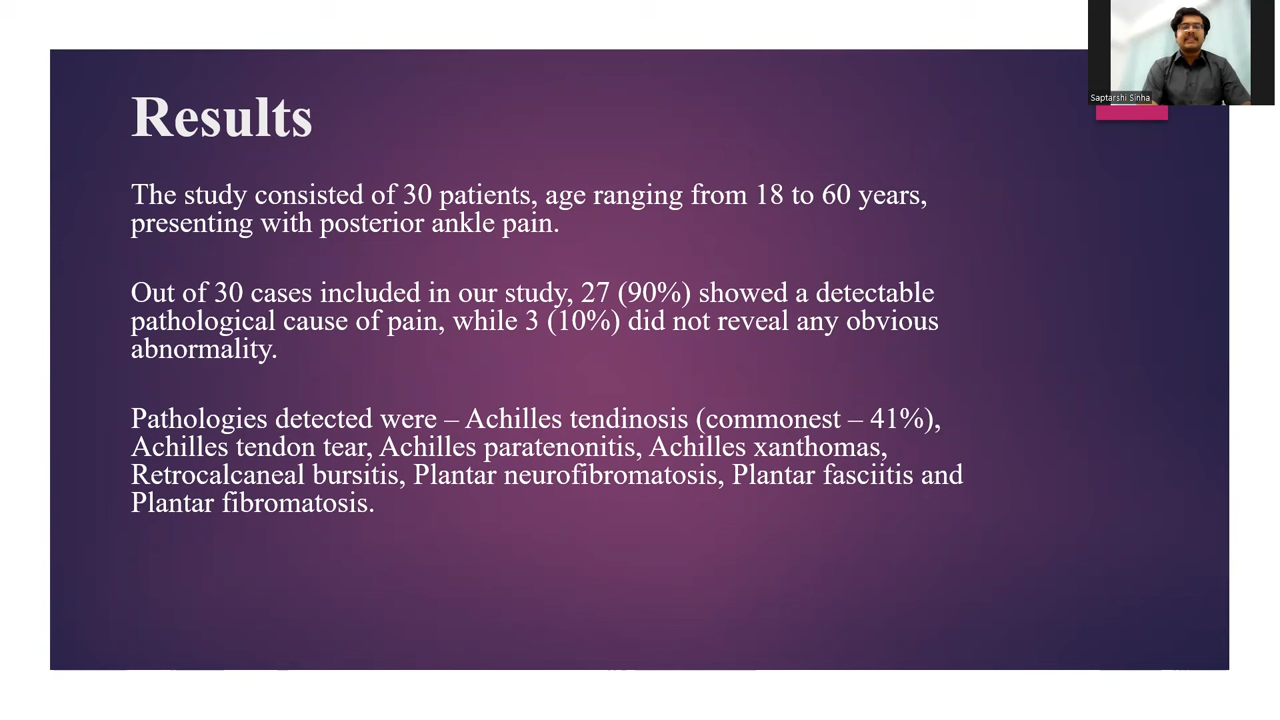 Saptarshi Sinha
Results
The study consisted of 30 patients, age ranging from 18 to 60 years,
presenting with posterior ankle pain.
Out of 30 cases included in our study, 27 (90%) showed a detectable
pathological cause of pain, while 3 (10%) did not reveal any obvious
abnormality.
Pathologies detected were – Achilles tendinosis (commonest – 41%),
Achilles tendon tear, Achilles paratenonitis, Achilles xanthomas,
Retrocalcaneal bursitis, Plantar neurofibromatosis, Plantar fasciitis and
Plantar fibromatosis.